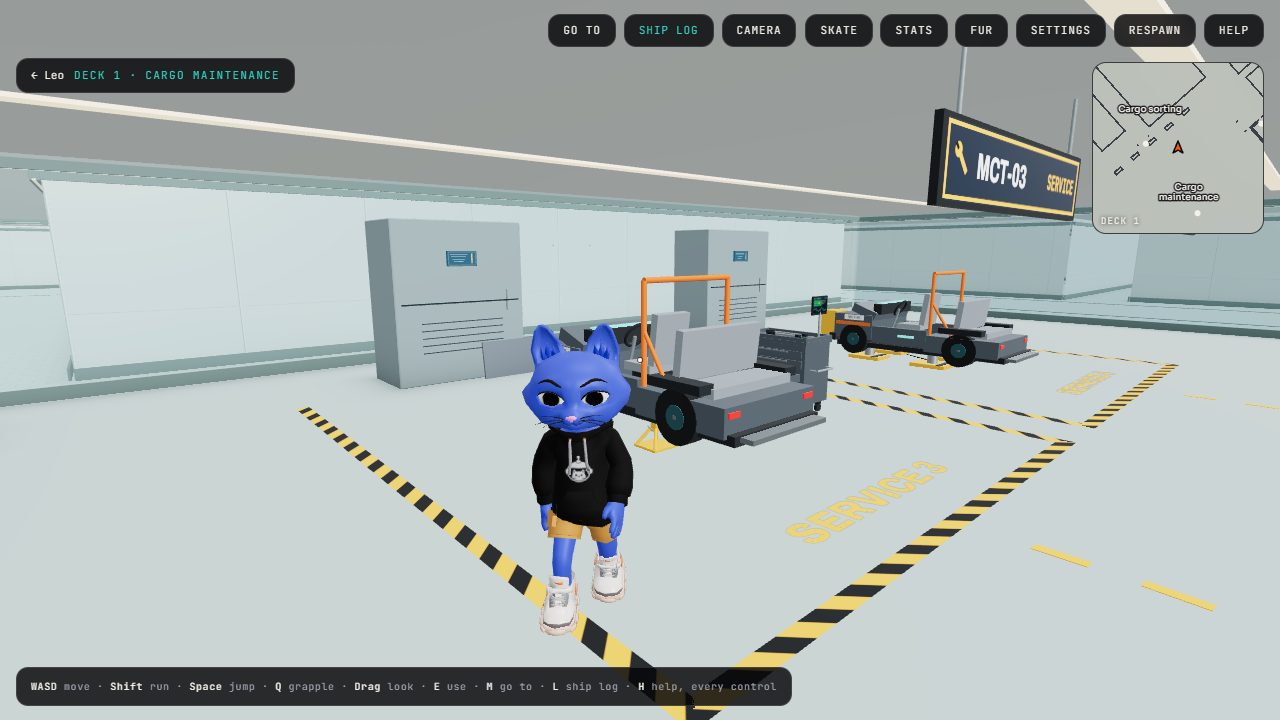 GO TO
SHIP LOG
CAMERA
SKATE
STATS
FUR
SETTINGS
RESPAWN
HELP
← Leo DECK 1 · CARGO MAINTENANCE
Cargo sorting
Cargo
maintenance
DECK 1
MCT-03 SERVICE
SERVICE 3
WASD move · Shift run · Space jump · Q grapple · Drag look · E use · M go to · L ship log · H help, every control